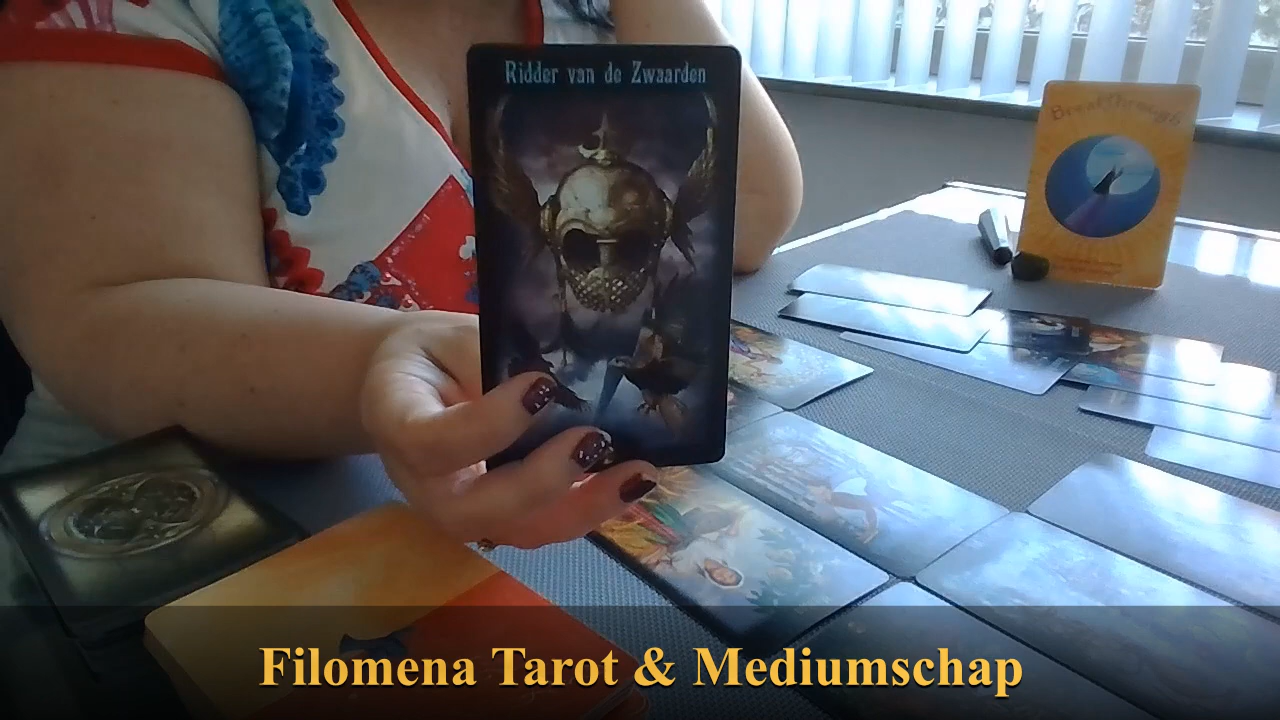 Ridder van de Zwaarden
Breakthrough
Filomena Tarot & Mediumschap